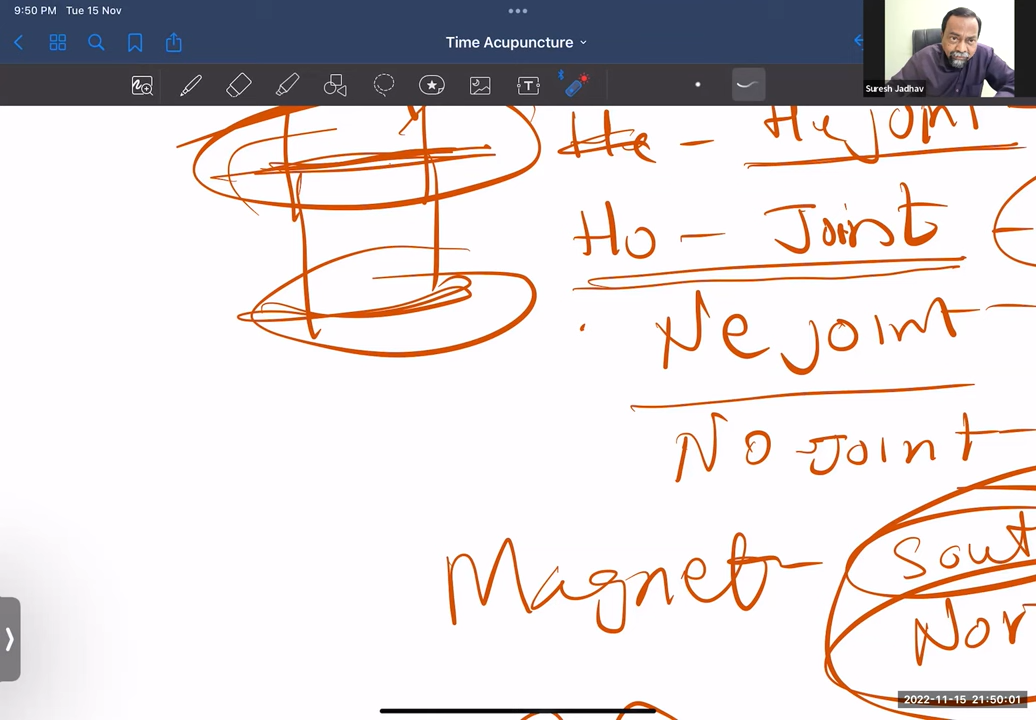 9:50 PM Tue 15 Nov
Time Acupuncture
Suresh Jadhav
He - He joint
Ho - Joint
Ne joint
No - Joint
Magnet - Sout
Nor
2022-11-15 21:50:01